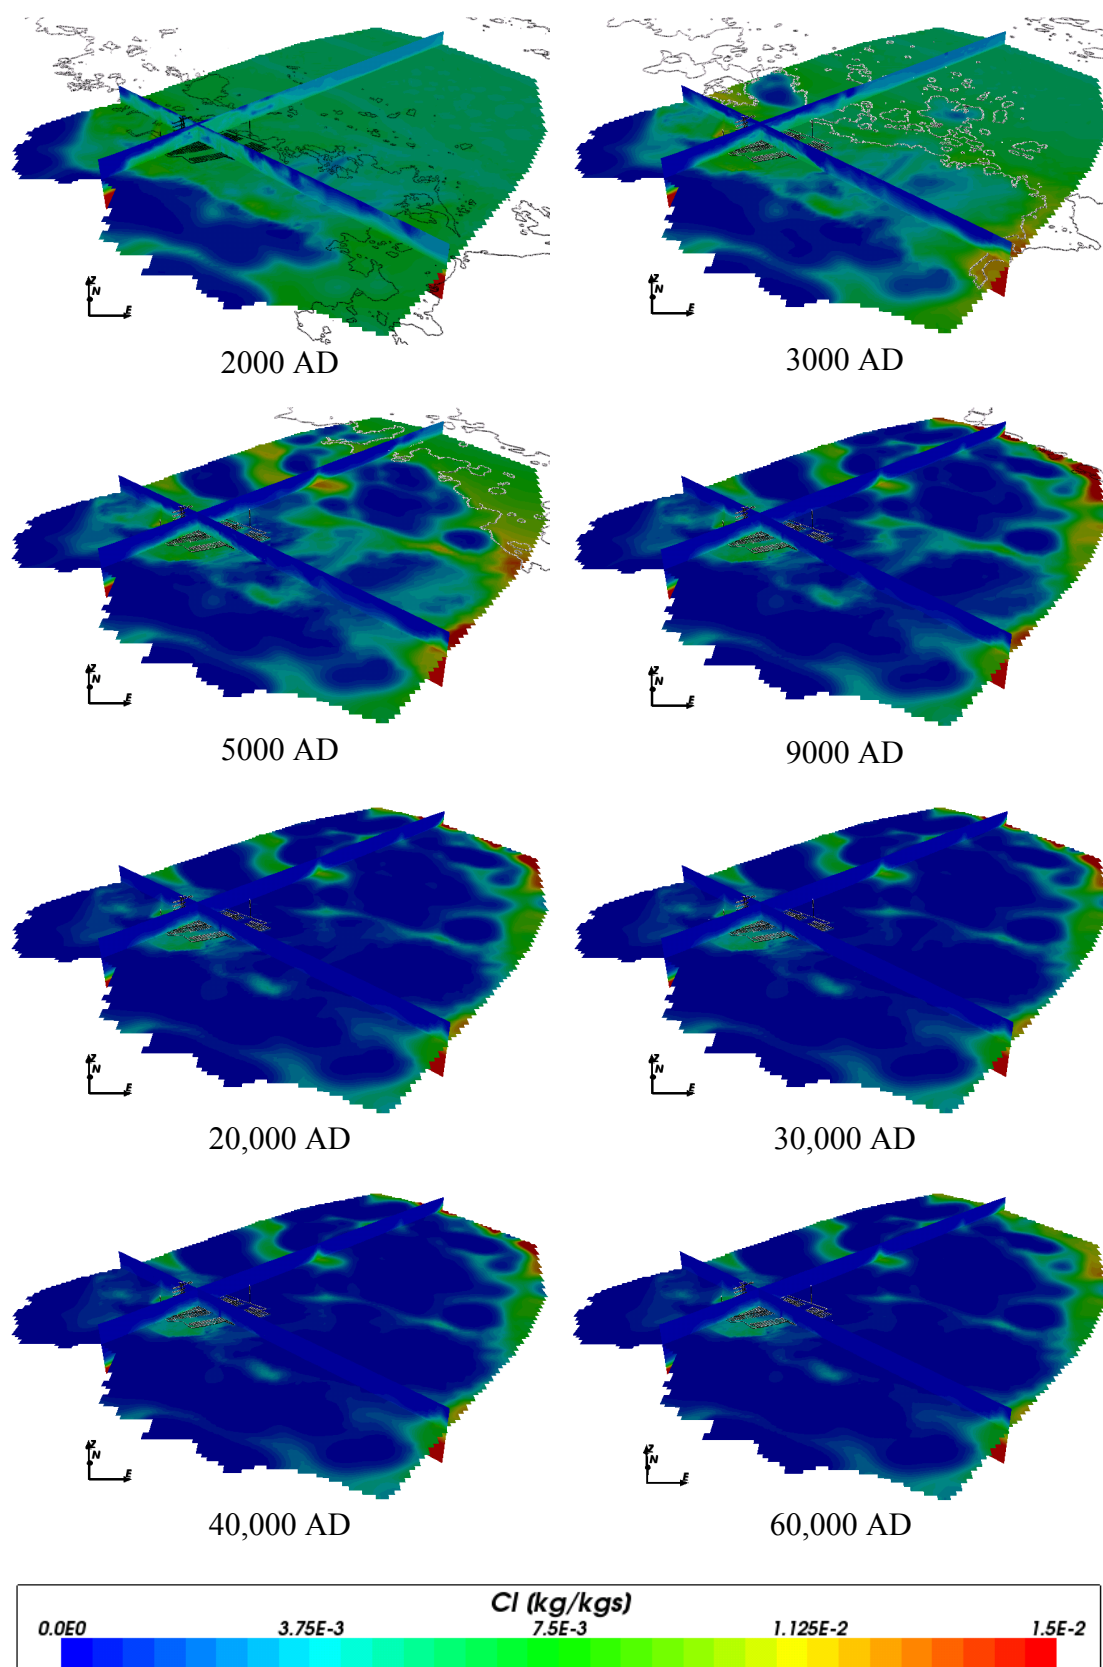 Z
N
E
2000 AD
Z
N
E
3000 AD
Z
N
E
5000 AD
Z
N
E
9000 AD
Z
N
E
20,000 AD
Z
N
E
30,000 AD
Z
N
E
40,000 AD
Z
N
E
60,000 AD
Cl (kg/kgs)
0.0E0 3.75E-3 7.5E-3 1.125E-2 1.5E-2